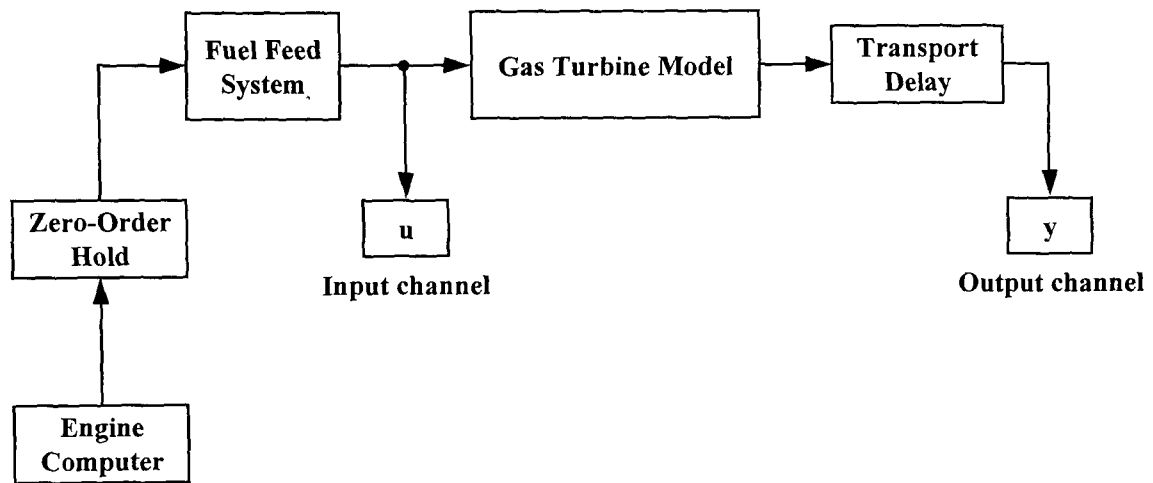 Fuel Feed
System
Gas Turbine Model
Transport
Delay
Zero-Order
Hold
u
Input channel
y
Output channel
Engine
Computer